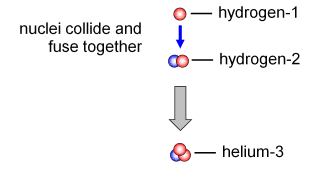 hydrogen-1
nuclei collide and
fuse together
hydrogen-2
helium-3